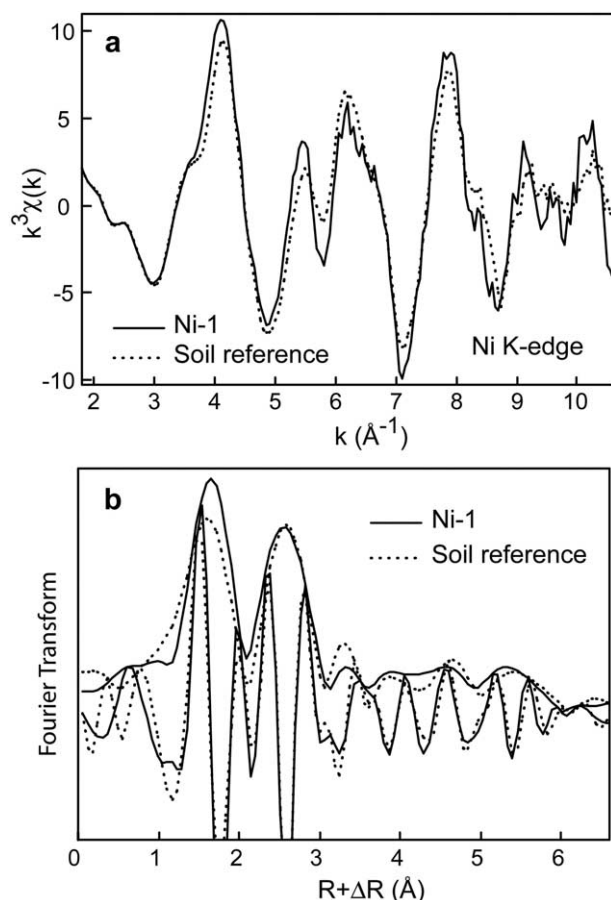 a
10
5
0
-5
-10
k³χ(k)
Ni-1
Soil reference
Ni K-edge
2 3 4 5 6 7 8 9 10
k (Å⁻¹)
b
Ni-1
Soil reference
Fourier Transform
0 1 2 3 4 5 6
R+ΔR (Å)